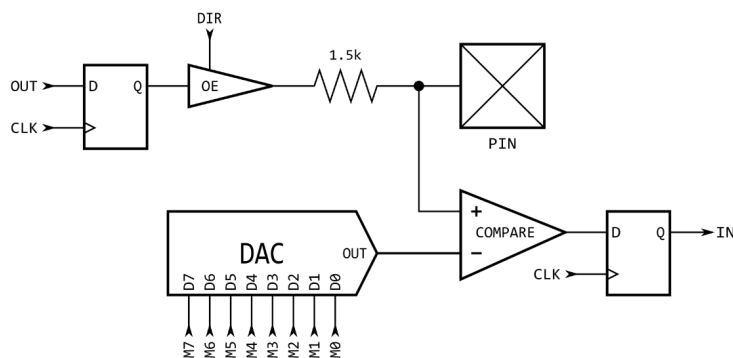 DIR
1.5k
OUT
D
Q
OE
CLK
PIN
DAC
OUT
D7 D6 D5 D4 D3 D2 D1 D0
M7 M6 M5 M4 M3 M2 M1 M0
+
COMPARE
−
D
Q
IN
CLK